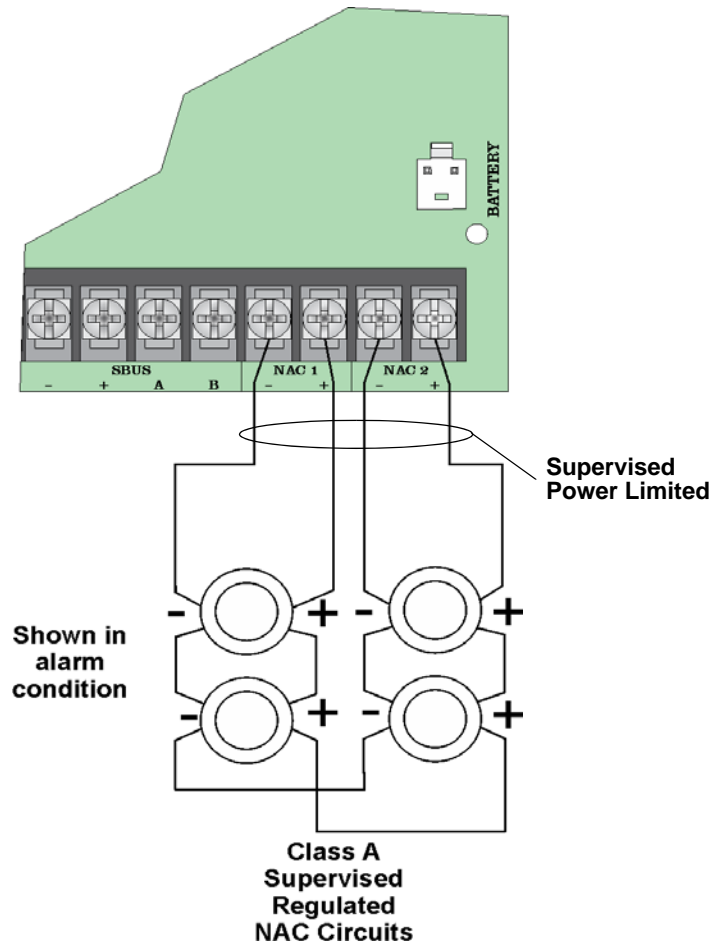 BATTERY
SBUS NAC 1 NAC 2
- + A B - + - +
Supervised
Power Limited
- + - +
Shown in
alarm
condition
- + - +
Class A
Supervised
Regulated
NAC Circuits